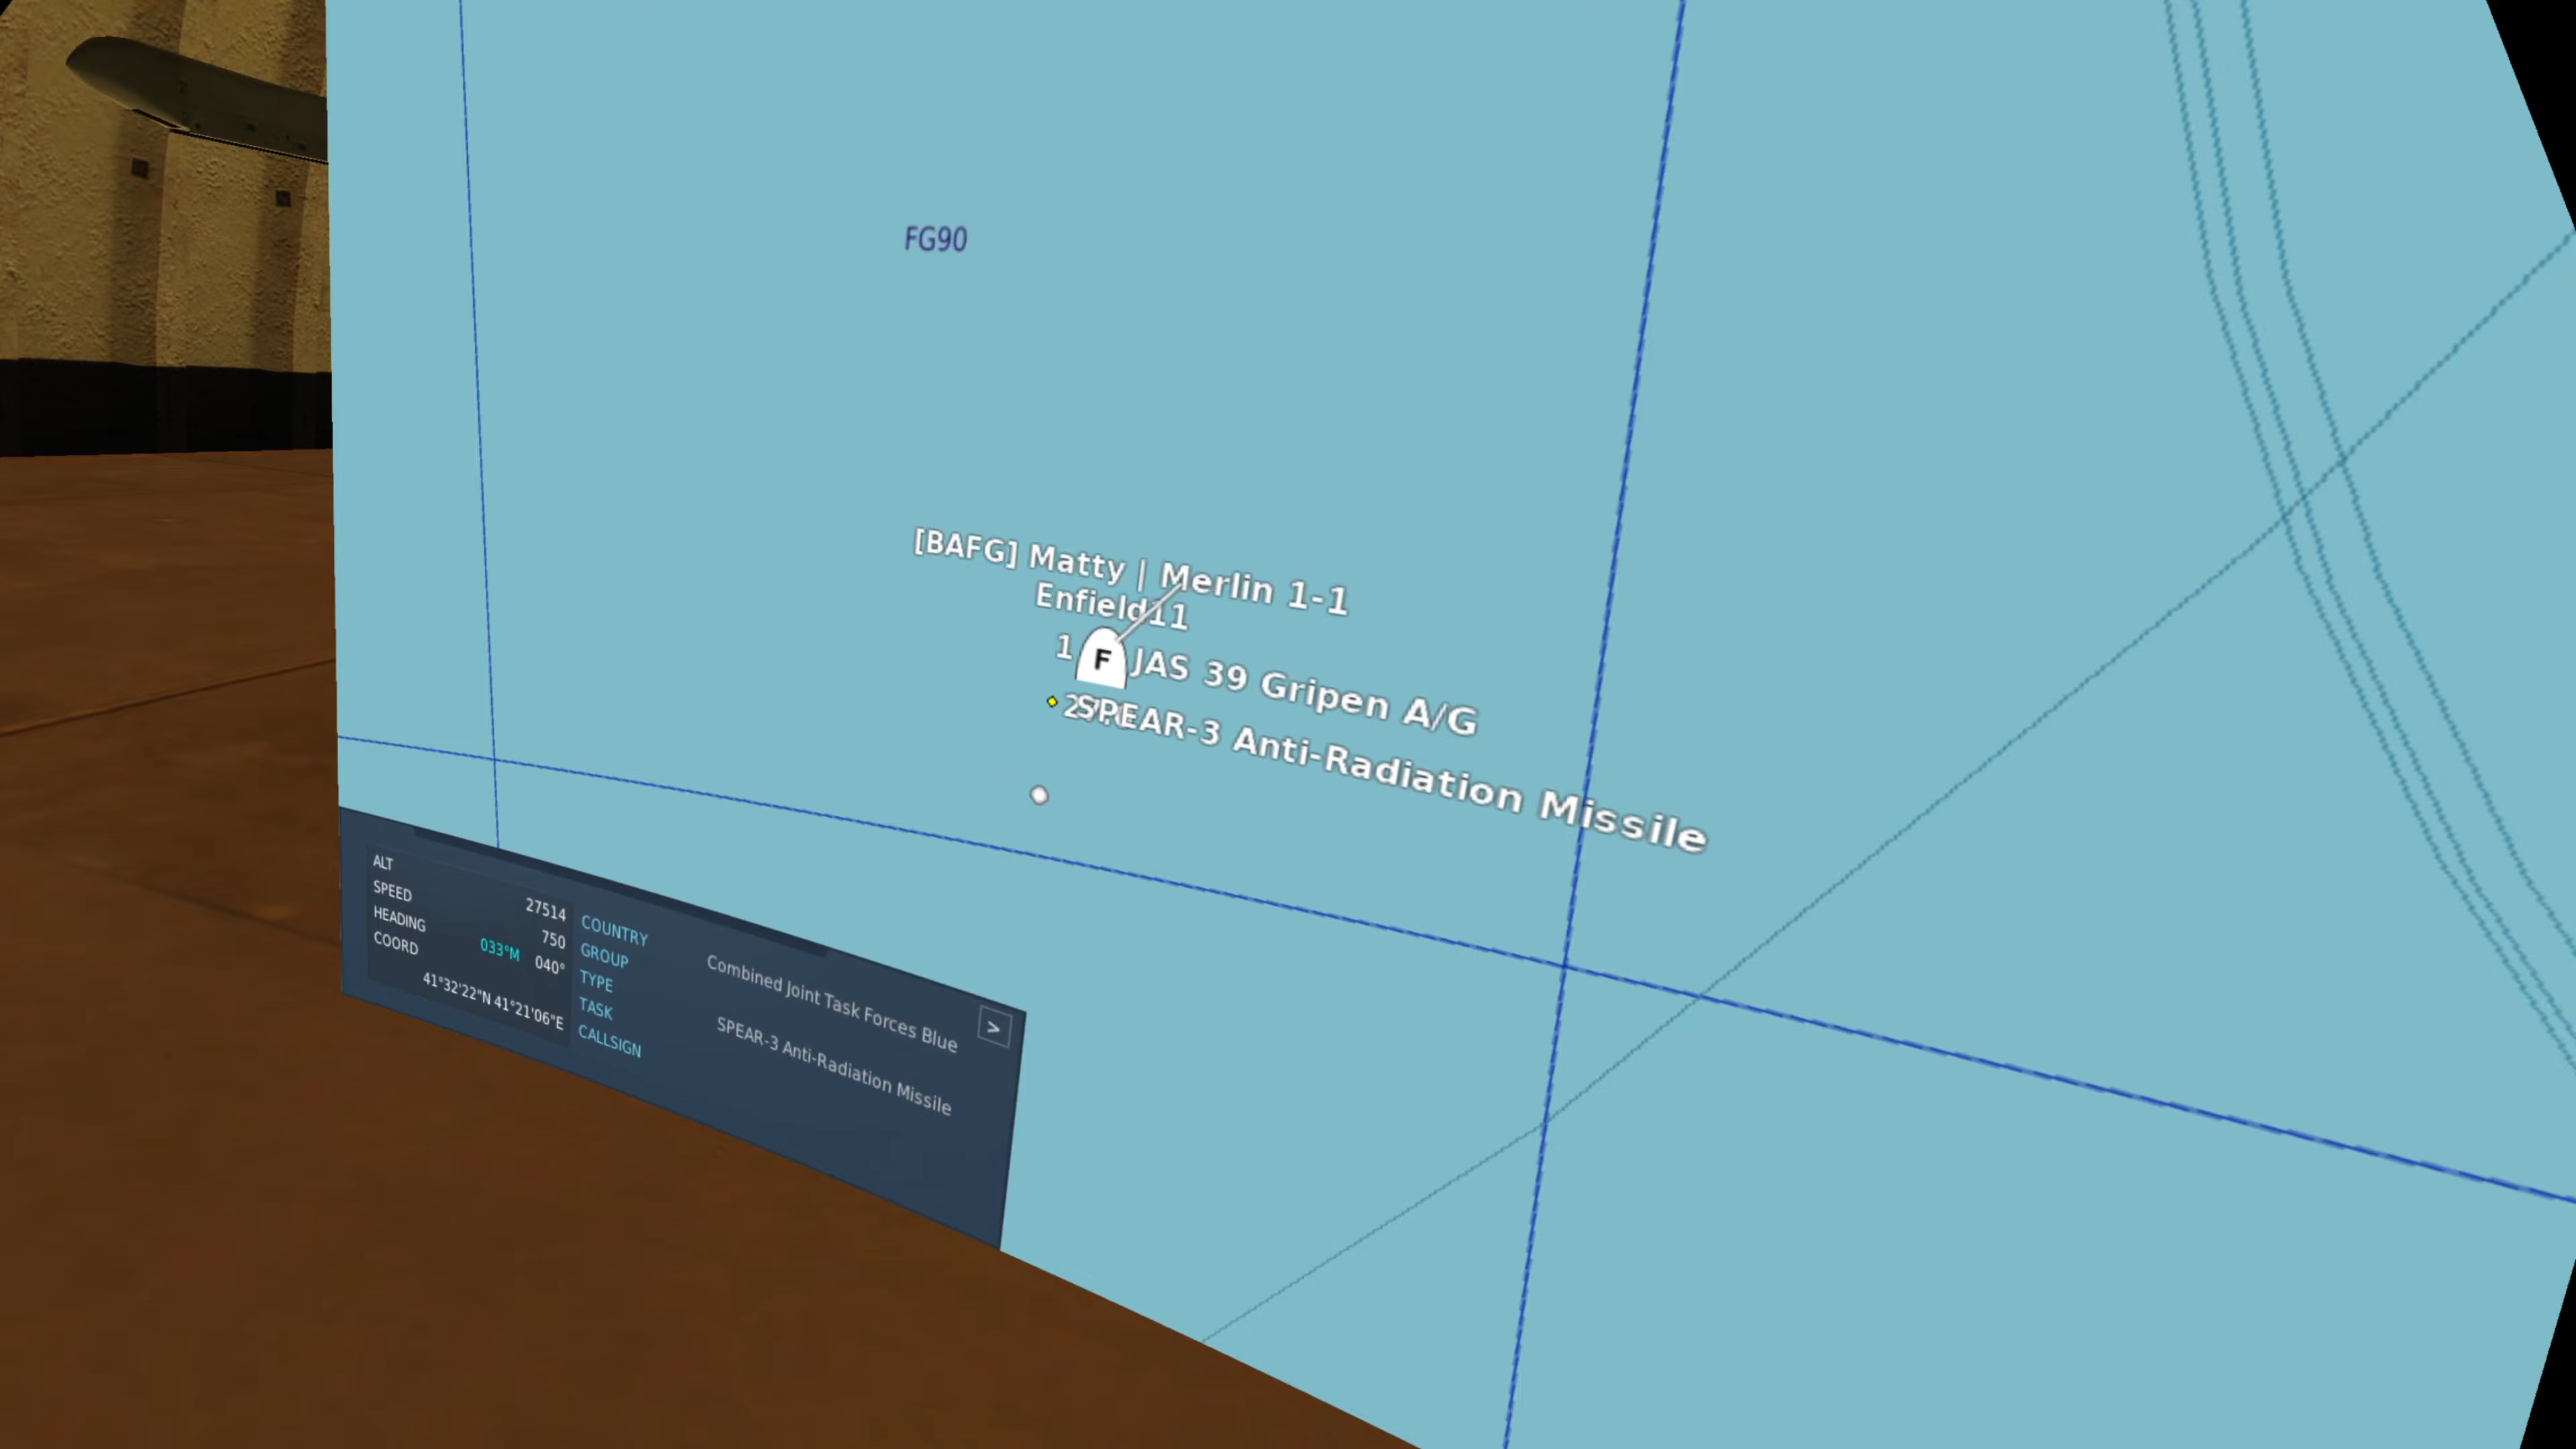 FG90
[BAFG] Matty | Merlin 1-1
Enfield11
1 F JAS 39 Gripen A/G
SPEAR-3 Anti-Radiation Missile
ALT 27514
SPEED 750
HEADING 033°M 040°
COORD
41°32'22"N 41°21'06"E
COUNTRY Combined Joint Task Forces Blue
GROUP
TYPE SPEAR-3 Anti-Radiation Missile
TASK
CALLSIGN
>